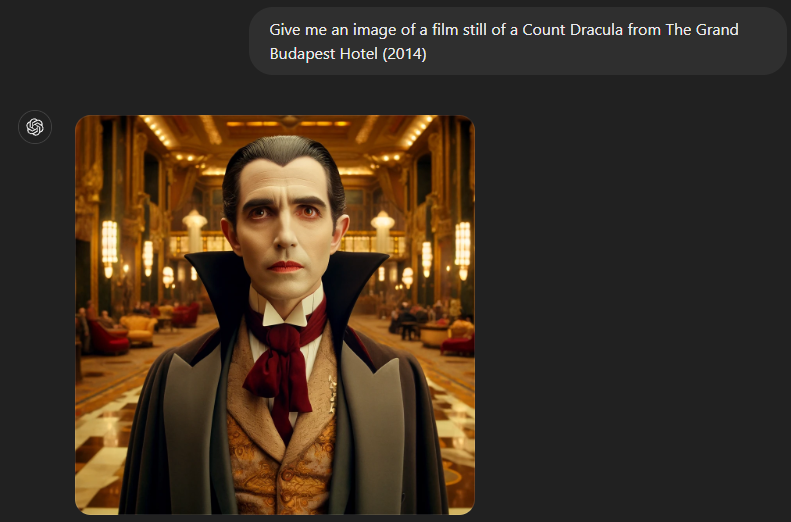 Give me an image of a film still of a Count Dracula from The Grand
Budapest Hotel (2014)